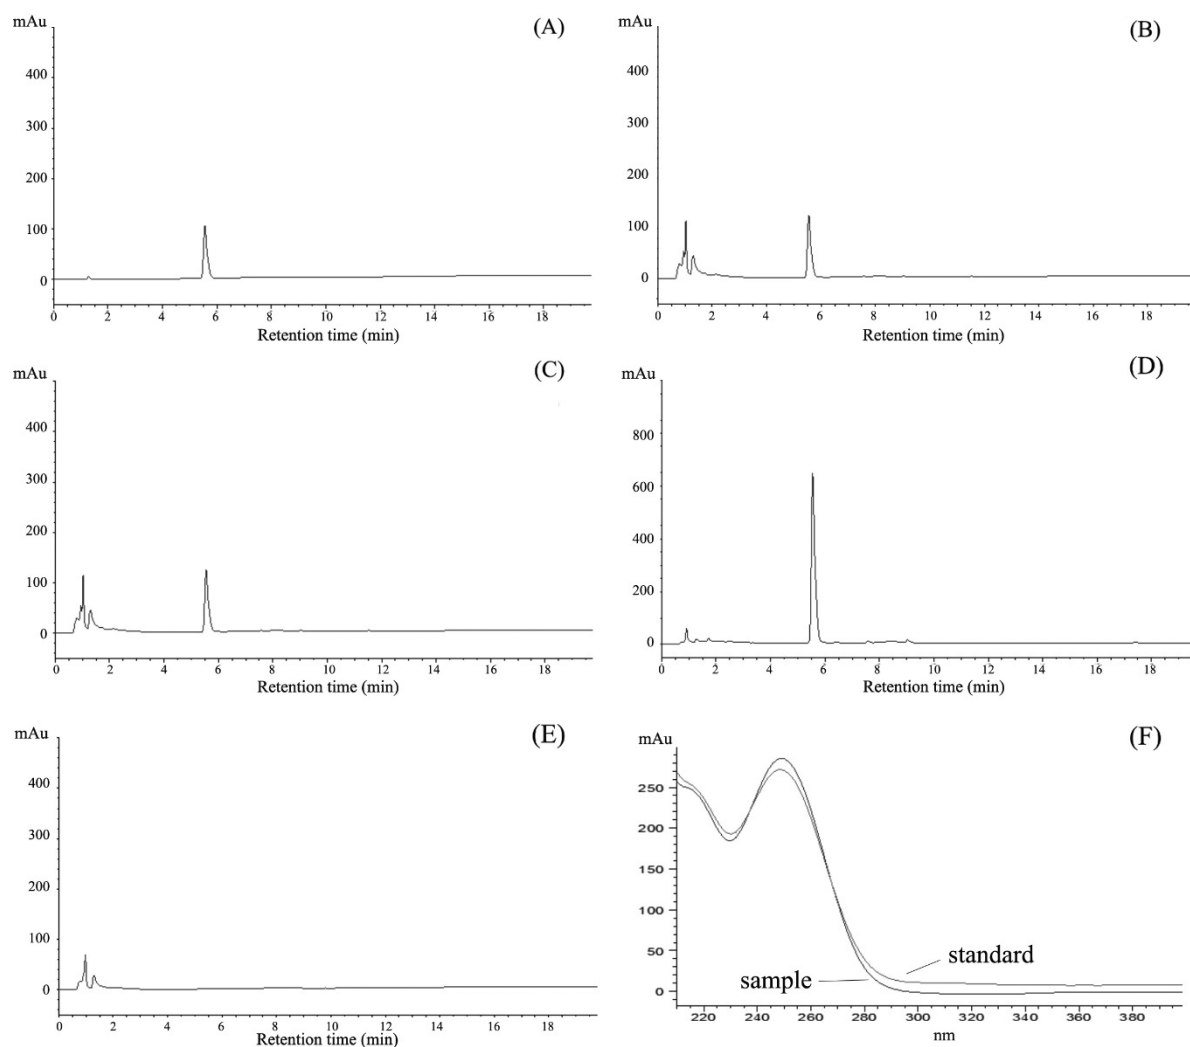 mAu
(A)
400
300
200
100
0
0 2 4 6 8 10 12 14 16 18
Retention time (min)
mAu
(B)
400
300
200
100
0
0 2 4 6 8 10 12 14 16 18
Retention time (min)
mAu
(C)
400
300
200
100
0
0 2 4 6 8 10 12 14 16 18
Retention time (min)
mAu
(D)
800
600
400
200
0
0 2 4 6 8 10 12 14 16 18
Retention time (min)
mAu
(E)
400
300
200
100
0
0 2 4 6 8 10 12 14 16 18
Retention time (min)
mAu
(F)
250
200
150
100
50
0
standard
sample
220 240 260 280 300 320 340 360 380
nm